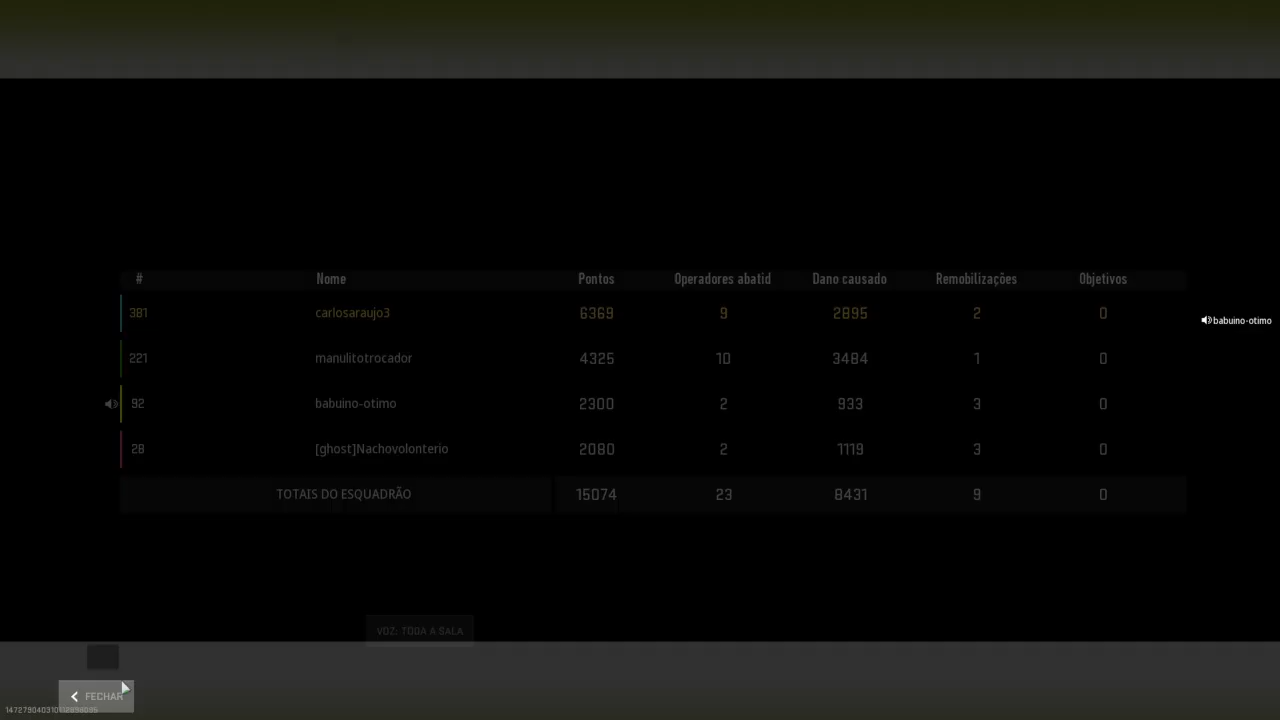 # Nome Pontos Operadores abatid Dano causado Remobilizações Objetivos
381 carlosaraujo3 6369 9 2895 2 0
babuino-otimo
221 manulitotrocador 4325 10 3484 1 0
92 babuino-otimo 2300 2 933 3 0
28 [ghost]Nachovolonterio 2080 2 1119 3 0
TOTAIS DO ESQUADRÃO 15074 23 8431 9 0
VOZ: TODA A SALA
FECHAR